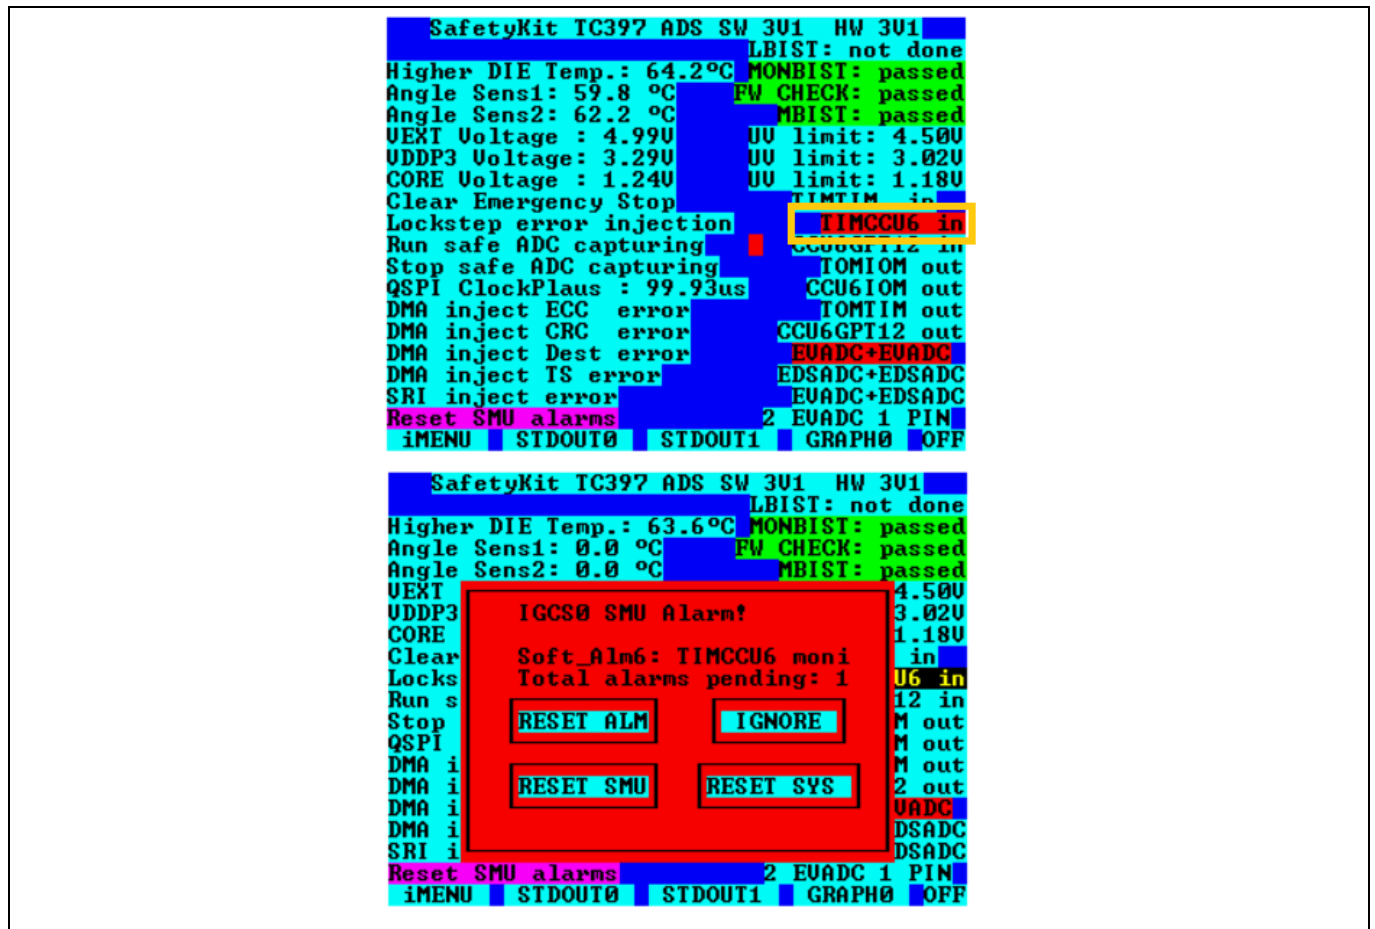 SafetyKit TC397 ADS SW 3V1 HW 3V1
LBIST: not done
Higher DIE Temp.: 64.2ºC MONBIST: passed
Angle Sens1: 59.8 ºC FW CHECK: passed
Angle Sens2: 62.2 ºC MBIST: passed
VEXT Voltage : 4.99V UV limit: 4.50V
VDDP3 Voltage: 3.29V UV limit: 3.02V
CORE Voltage : 1.24V UV limit: 1.18V
Clear Emergency Stop TIMTIM in
Lockstep error injection TIMCCU6 in
Run safe ADC capturing CCU6GPT12 in
Stop safe ADC capturing TOMIOM out
QSPI ClockPlaus : 99.93us CCU6IOM out
DMA inject ECC error TOMTIM out
DMA inject CRC error CCU6GPT12 out
DMA inject Dest error EVADC+EVADC
DMA inject TS error EDSADC+EDSADC
SRI inject error EVADC+EDSADC
Reset SMU alarms 2 EVADC 1 PIN
iMENU STDOUT0 STDOUT1 GRAPH0 OFF
SafetyKit TC397 ADS SW 3V1 HW 3V1
LBIST: not done
Higher DIE Temp.: 63.6ºC MONBIST: passed
Angle Sens1: 0.0 ºC FW CHECK: passed
Angle Sens2: 0.0 ºC MBIST: passed
VEXT 4.50V
VDDP3 IGCS0 SMU Alarm! 3.02V
CORE 1.18V
Clear Soft_Alm6: TIMCCU6 moni in
Locks Total alarms pending: 1 U6 in
Run s 12 in
Stop RESET ALM IGNORE M out
QSPI M out
DMA i M out
DMA i RESET SMU RESET SYS 2 out
DMA i VADC
DMA i DSADC
SRI i DSADC
Reset SMU alarms 2 EVADC 1 PIN
iMENU STDOUT0 STDOUT1 GRAPH0 OFF